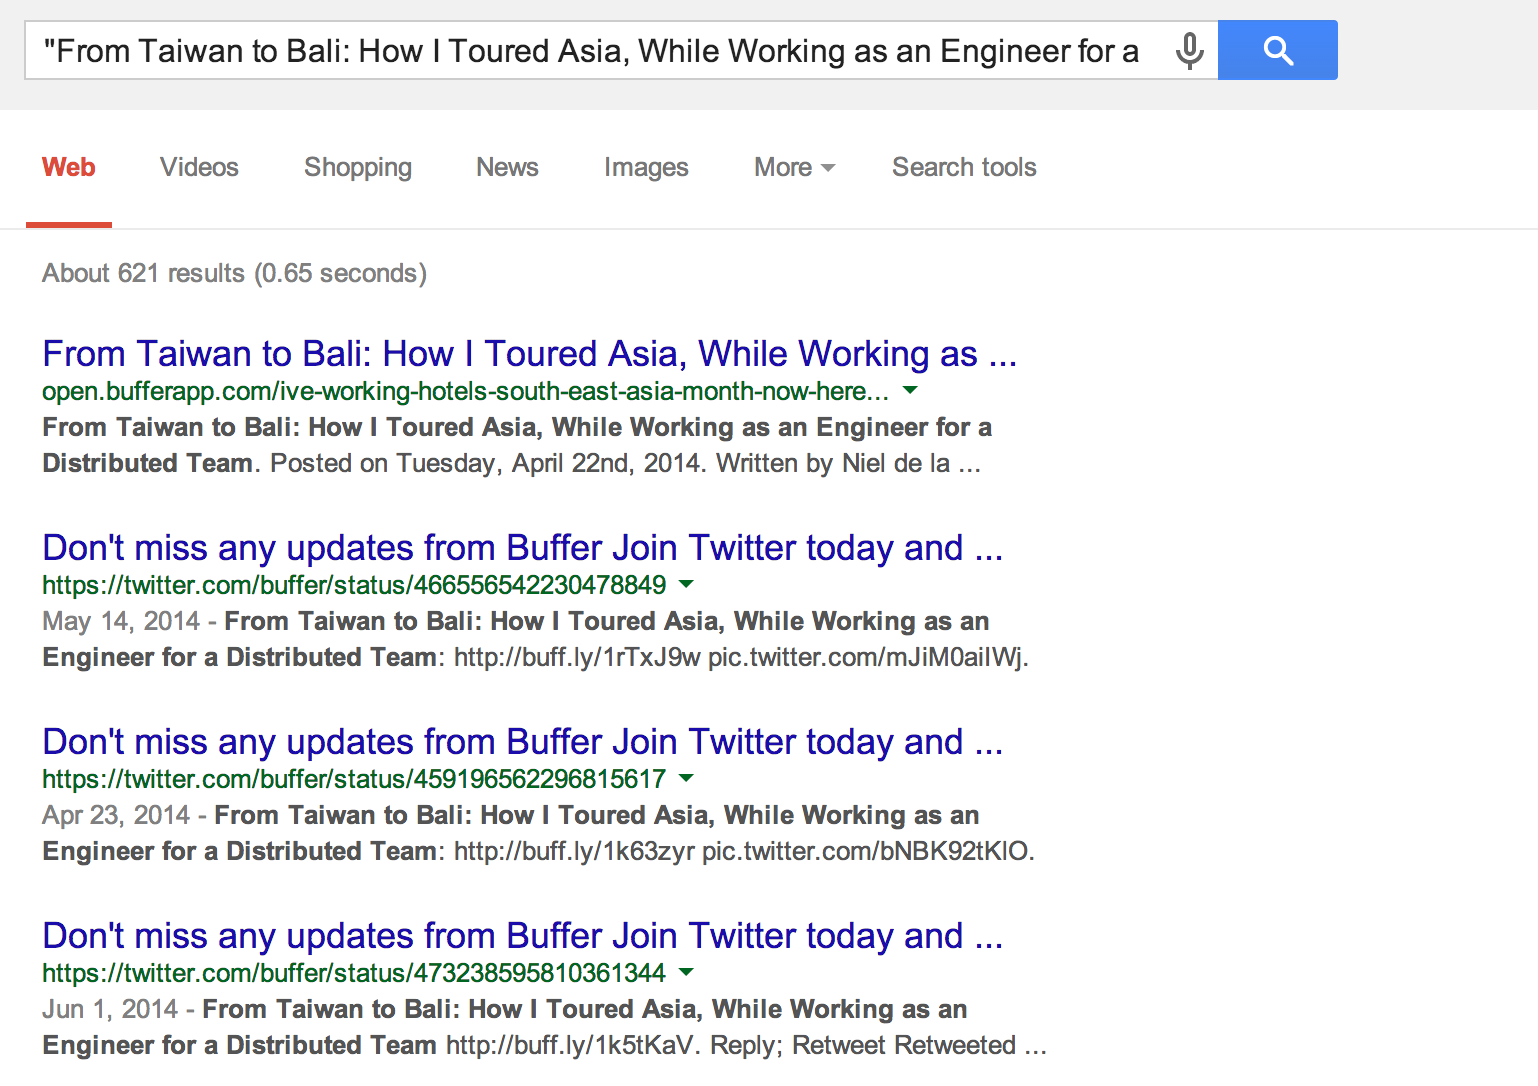 "From Taiwan to Bali: How I Toured Asia, While Working as an Engineer for a
Web Videos Shopping News Images More Search tools
About 621 results (0.65 seconds)
From Taiwan to Bali: How I Toured Asia, While Working as ...
open.bufferapp.com/ive-working-hotels-south-east-asia-month-now-here...
From Taiwan to Bali: How I Toured Asia, While Working as an Engineer for a
Distributed Team. Posted on Tuesday, April 22nd, 2014. Written by Niel de la ...
Don't miss any updates from Buffer Join Twitter today and ...
https://twitter.com/buffer/status/466556542230478849
May 14, 2014 - From Taiwan to Bali: How I Toured Asia, While Working as an
Engineer for a Distributed Team: http://buff.ly/1rTxJ9w pic.twitter.com/mJiM0ailWj.
Don't miss any updates from Buffer Join Twitter today and ...
https://twitter.com/buffer/status/459196562296815617
Apr 23, 2014 - From Taiwan to Bali: How I Toured Asia, While Working as an
Engineer for a Distributed Team: http://buff.ly/1k63zyr pic.twitter.com/bNBK92tKlO.
Don't miss any updates from Buffer Join Twitter today and ...
https://twitter.com/buffer/status/473238595810361344
Jun 1, 2014 - From Taiwan to Bali: How I Toured Asia, While Working as an
Engineer for a Distributed Team http://buff.ly/1k5tKaV. Reply; Retweet Retweeted ...